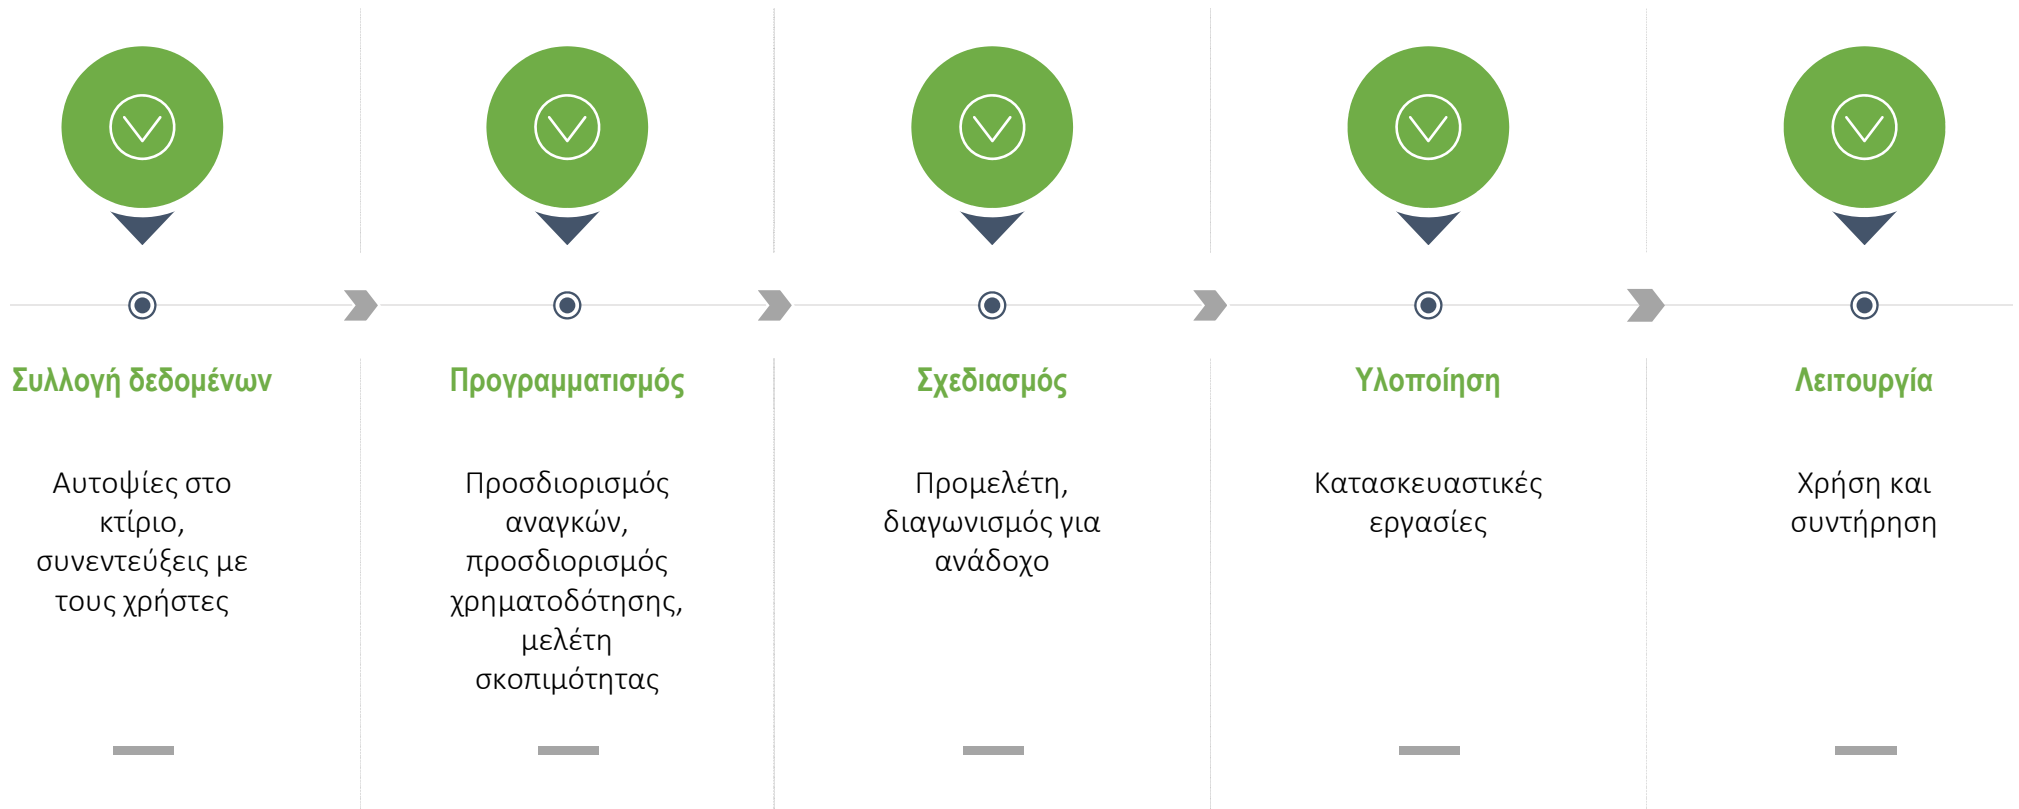 Συλλογή δεδομένων
Αυτοψίες στο
κτίριο,
συνεντεύξεις με
τους χρήστες
Προγραμματισμός
Προσδιορισμός
αναγκών,
προσδιορισμός
χρηματοδότησης,
μελέτη
σκοπιμότητας
Σχεδιασμός
Προμελέτη,
διαγωνισμός για
ανάδοχο
Υλοποίηση
Κατασκευαστικές
εργασίες
Λειτουργία
Χρήση και
συντήρηση